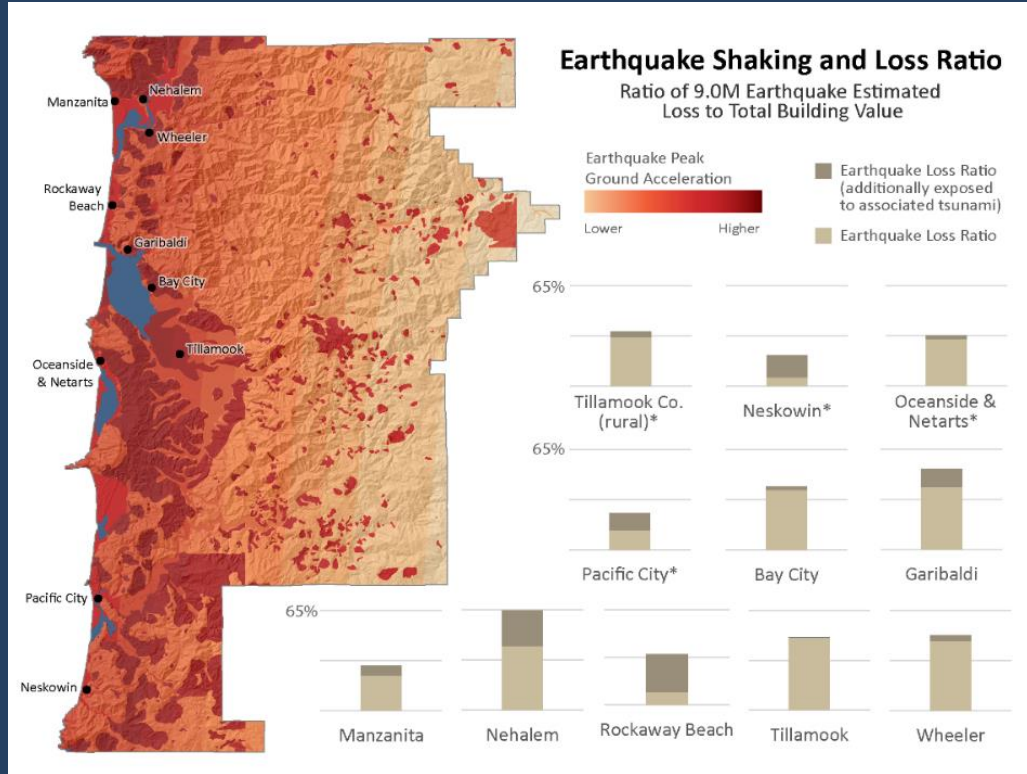 Earthquake Shaking and Loss Ratio
Ratio of 9.0M Earthquake Estimated
Loss to Total Building Value
Earthquake Peak
Ground Acceleration
Lower
Higher
Earthquake Loss Ratio
(additionally exposed
to associated tsunami)
Earthquake Loss Ratio
Manzanita
Nehalem
Wheeler
Rockaway
Beach
Garibaldi
Bay City
Tillamook
Oceanside
& Netarts
Pacific City
Neskowin
65%
Tillamook Co.
(rural)*
Neskowin*
Oceanside &
Netarts*
65%
Pacific City*
Bay City
Garibaldi
65%
Manzanita
Nehalem
Rockaway Beach
Tillamook
Wheeler